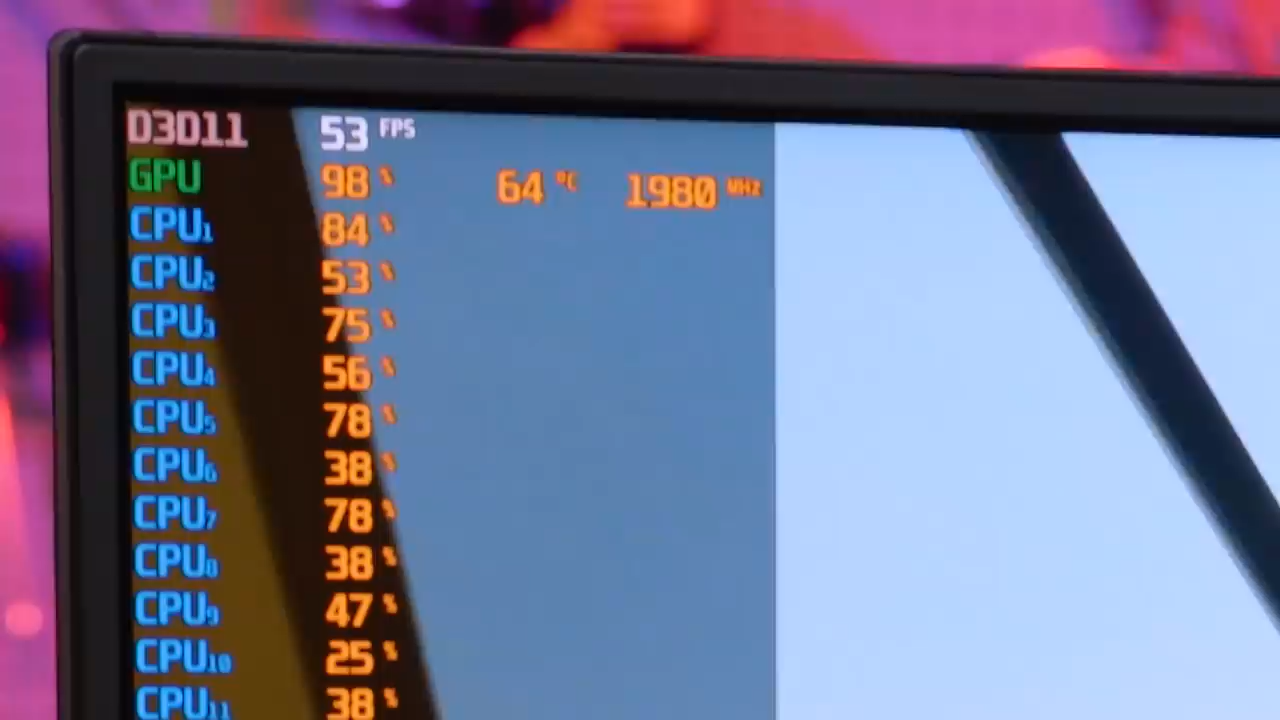 D3D11 53 FPS
GPU 98 % 64 °C 1980 MHz
CPU1 84 %
CPU2 53 %
CPU3 75 %
CPU4 56 %
CPU5 78 %
CPU6 38 %
CPU7 78 %
CPU8 38 %
CPU9 47 %
CPU10 25 %
CPU11 38 %